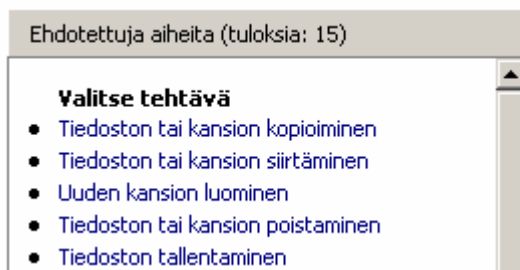 Ehdotettuja aiheita (tuloksia: 15)
Valitse tehtävä
Tiedoston tai kansion kopioiminen
Tiedoston tai kansion siirtäminen
Uuden kansion luominen
Tiedoston tai kansion poistaminen
Tiedoston tallentaminen